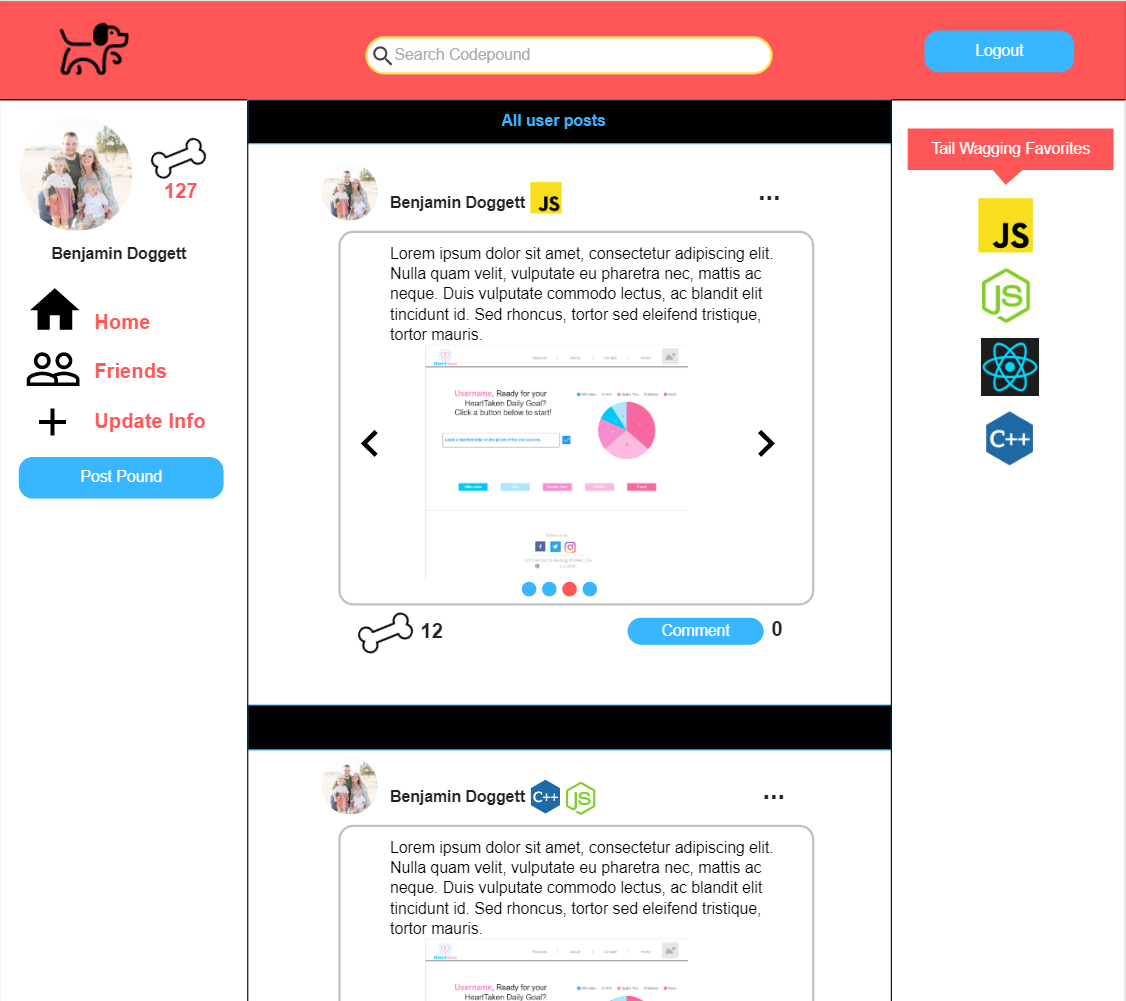 Search Codepound
Logout
All user posts
127
Benjamin Doggett
Home
Friends
Update Info
Post Pound
Benjamin Doggett JS
...
Lorem ipsum dolor sit amet, consectetur adipiscing elit.
Nulla quam velit, vulputate eu pharetra nec, mattis ac
neque. Duis vulputate commodo lectus, ac blandit elit
tincidunt id. Sed rhoncus, tortor sed eleifend tristique,
tortor mauris.
Username, Ready for your
HeartTaken Daily Goal?
Click a button below to start!
12
Comment 0
Benjamin Doggett C++ JS
...
Lorem ipsum dolor sit amet, consectetur adipiscing elit.
Nulla quam velit, vulputate eu pharetra nec, mattis ac
neque. Duis vulputate commodo lectus, ac blandit elit
tincidunt id. Sed rhoncus, tortor sed eleifend tristique,
tortor mauris.
Username, Ready for your
HeartTaken Daily Goal?
Tail Wagging Favorites
JS
JS
C++